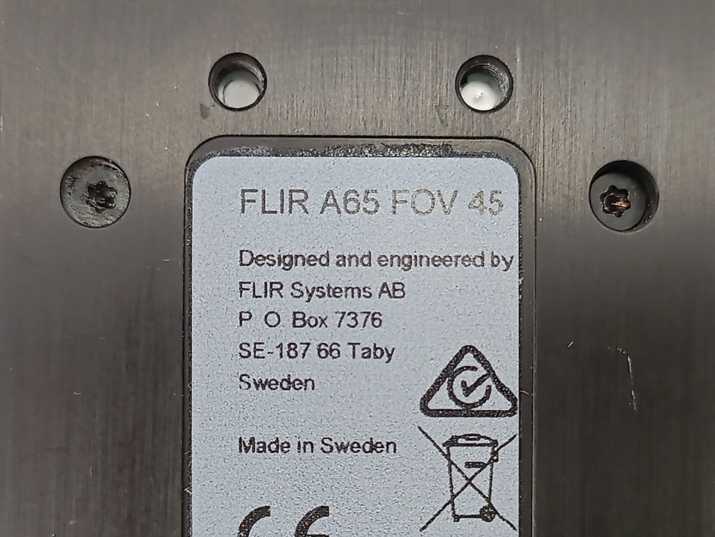 FLIR A65 FOV 45
Designed and engineered by
FLIR Systems AB
P O Box 7376
SE-187 66 Taby
Sweden
Made in Sweden
CE